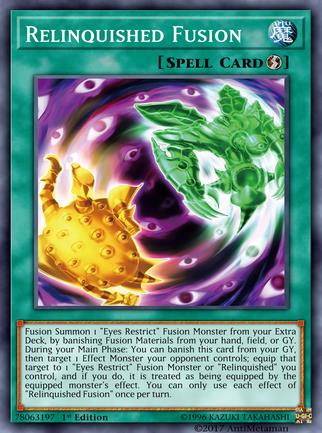 Relinquished Fusion
[Spell Card]
Fusion Summon 1 "Eyes Restrict" Fusion Monster from your Extra
Deck, by banishing Fusion Materials from your hand, field, or GY.
During your Main Phase: You can banish this card from your GY,
then target 1 Effect Monster your opponent controls; equip that
target to 1 "Eyes Restrict" Fusion Monster or "Relinquished" you
control, and if you do, it is treated as being equipped by the
equipped monster's effect. You can only use each effect of
"Relinquished Fusion" once per turn.
78063197
1st Edition
©1996 KAZUKI TAKAHASHI
©2017 AntiMetaman